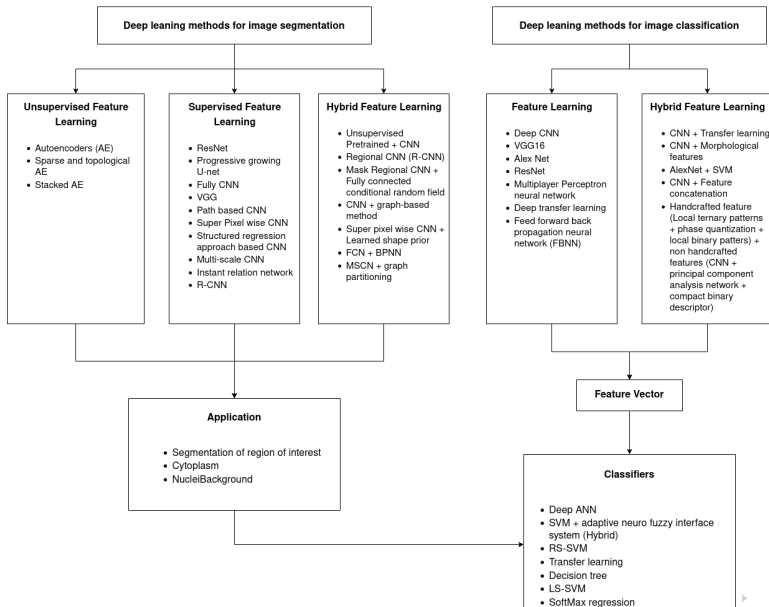 Deep leaning methods for image segmentation
Unsupervised Feature
Learning
• Autoencoders (AE)
• Sparse and topological
AE
• Stacked AE
Supervised Feature
Learning
• ResNet
• Progressive growing
U-net
• Fully CNN
• VGG
• Path based CNN
• Super Pixel wise CNN
• Structured regression
approach based CNN
• Multi-scale CNN
• Instant relation network
• R-CNN
Hybrid Feature Learning
• Unsupervised
Pretrained + CNN
• Regional CNN (R-CNN)
• Mask Regional CNN +
Fully connected
conditional random field
• CNN + graph-based
method
• Super pixel wise CNN +
Learned shape prior
• FCN + BPNN
• MSCN + graph
partitioning
Application
• Segmentation of region of interest
• Cytoplasm
• NucleiBackground
Deep leaning methods for image classification
Feature Learning
• Deep CNN
• VGG16
• Alex Net
• ResNet
• Multiplayer Perceptron
neural network
• Deep transfer learning
• Feed forward back
propagation neural
network (FBNN)
Hybrid Feature Learning
• CNN + Transfer learning
• CNN + Morphological
features
• AlexNet + SVM
• CNN + Feature
concatenation
• Handcrafted feature
(Local ternary patterns
+ phase quantization +
local binary patters) +
non handcrafted
features (CNN +
principal component
analysis network +
compact binary
descriptor)
Feature Vector
Classifiers
• Deep ANN
• SVM + adaptive neuro fuzzy interface
system (Hybrid)
• RS-SVM
• Transfer learning
• Decision tree
• LS-SVM
• SoftMax regression